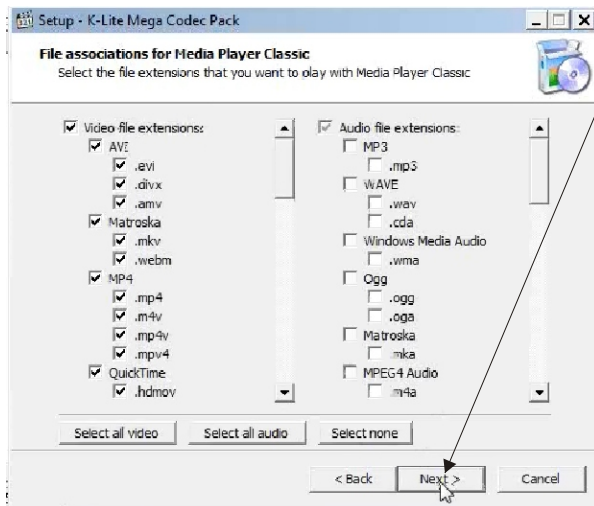 Setup - K-Lite Mega Codec Pack
File associations for Media Player Classic
Select the file extensions that you want to play with Media Player Classic
Video file extensions:
AVI
.avi
.divx
.amv
Matroska
.mkv
.webm
MP4
.mp4
.m4v
.mp4v
.mpv4
QuickTime
.hdmov
Audio file extensions:
MP3
.mp3
WAVE
.wav
.cda
Windows Media Audio
.wma
Ogg
.ogg
.oga
Matroska
.mka
MPEG4 Audio
.m4a
Select all video
Select all audio
Select none
< Back
Next >
Cancel